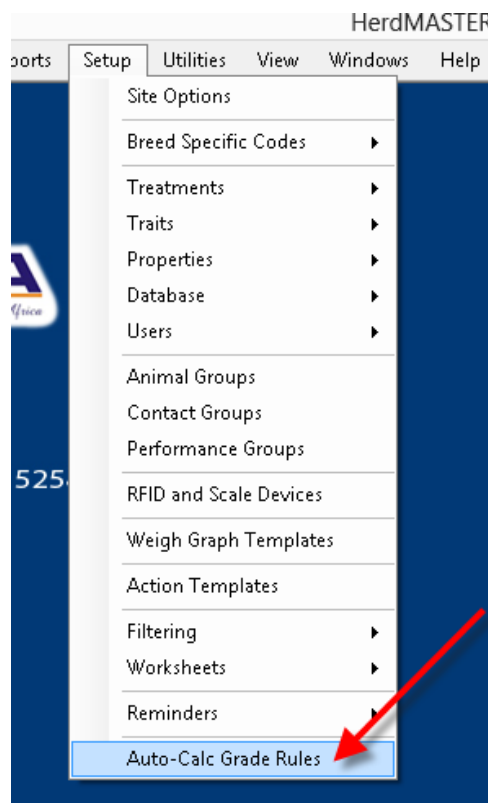 HerdMASTER
Setup Utilities View Windows Help
Site Options
Breed Specific Codes
Treatments
Traits
Properties
Database
Users
Animal Groups
Contact Groups
Performance Groups
525
RFID and Scale Devices
Weigh Graph Templates
Action Templates
Filtering
Worksheets
Reminders
Auto-Calc Grade Rules